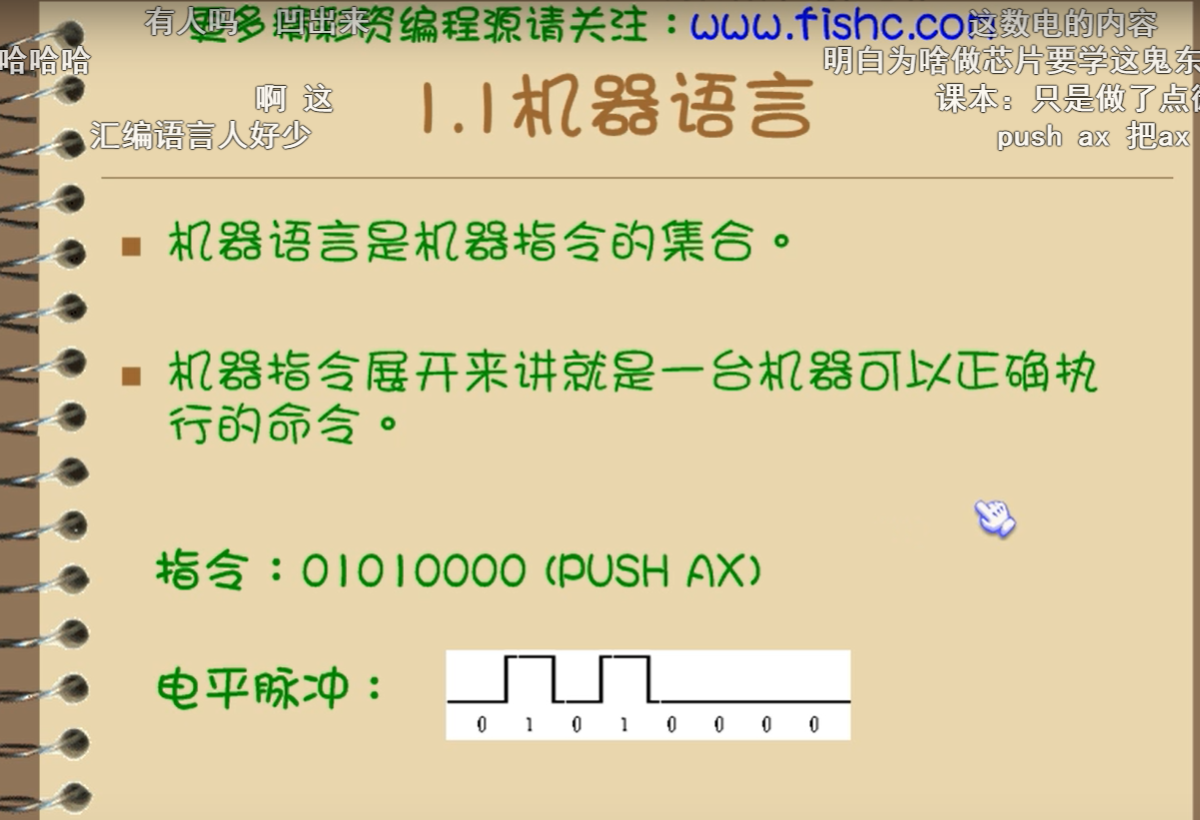 有人吗
凹出来
这数电的内容
更多精彩资编程源请关注：www.fishc.com
哈哈哈
明白为啥做芯片要学这鬼东
啊 这
课本：只是做了点
汇编语言人好少
push ax 把ax
1.1机器语言
机器语言是机器指令的集合。
机器指令展开来讲就是一台机器可以正确执
行的命令。
指令：01010000 (PUSH AX)
电平脉冲：
0 1 0 1 0 0 0 0